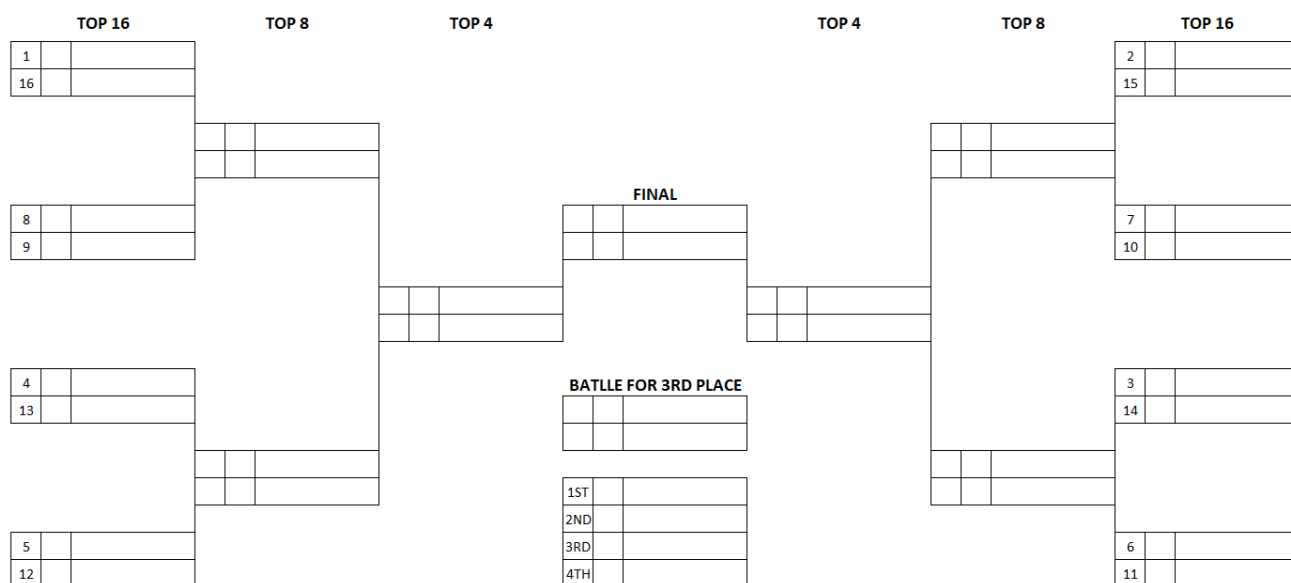 TOP 16 TOP 8 TOP 4 TOP 4 TOP 8 TOP 16
1 2
16 15
FINAL
8 7
9 10
4 3
BATLLE FOR 3RD PLACE
13 14
1ST
2ND
5 3RD 6
12 4TH 11